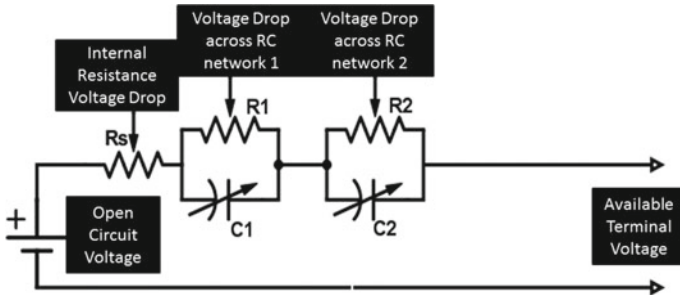 Voltage Drop
across RC
network 1
Voltage Drop
across RC
network 2
Internal
Resistance
Voltage Drop
Rs
R1
R2
C1
C2
+
Open
Circuit
Voltage
Available
Terminal
Voltage